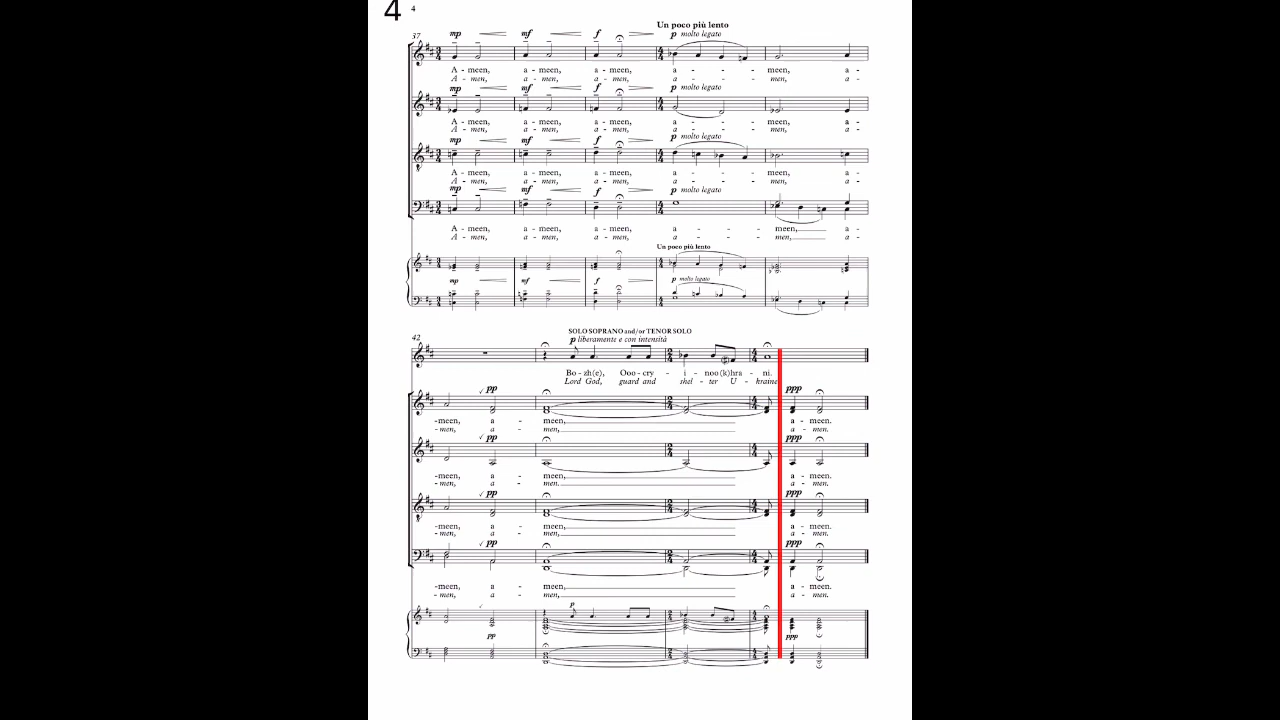 4
4
37
Un poco più lento
mp mf f p molto legato
A - meen, a - meen, a - meen, a - - - meen, a-
A - men, a - men, a - men, a - - - men, a-
mp mf f p molto legato
A - meen, a - meen, a - meen, a - - - meen, a-
A - men, a - men, a - men, a - - - men, a-
mp mf f p molto legato
A - meen, a - meen, a - meen, a - - - meen, a-
A - men, a - men, a - men, a - - - men, a-
mp mf f p molto legato
A - meen, a - meen, a - meen, a - - - meen, a-
A - men, a - men, a - men, a - - - men, a-
Un poco più lento
mp mf f p molto legato
42
SOLO SOPRANO and/or TENOR SOLO
p liberamente e con intensità
Bo - zh(e), Ooo - cry - i - noo (k)hra - ni.
Lord God, guard and shel - ter U - kraine
pp ppp
-meen, a - meen, a - meen.
-men, a - men, a - men.
pp ppp
-meen, a - meen, a - meen.
-men, a - men. a - men.
pp ppp
-meen, a - meen, a - meen.
-men, a - men. a - men.
pp ppp
-meen, a - meen, a - meen.
-men, a - men, a - men.
p
pp ppp